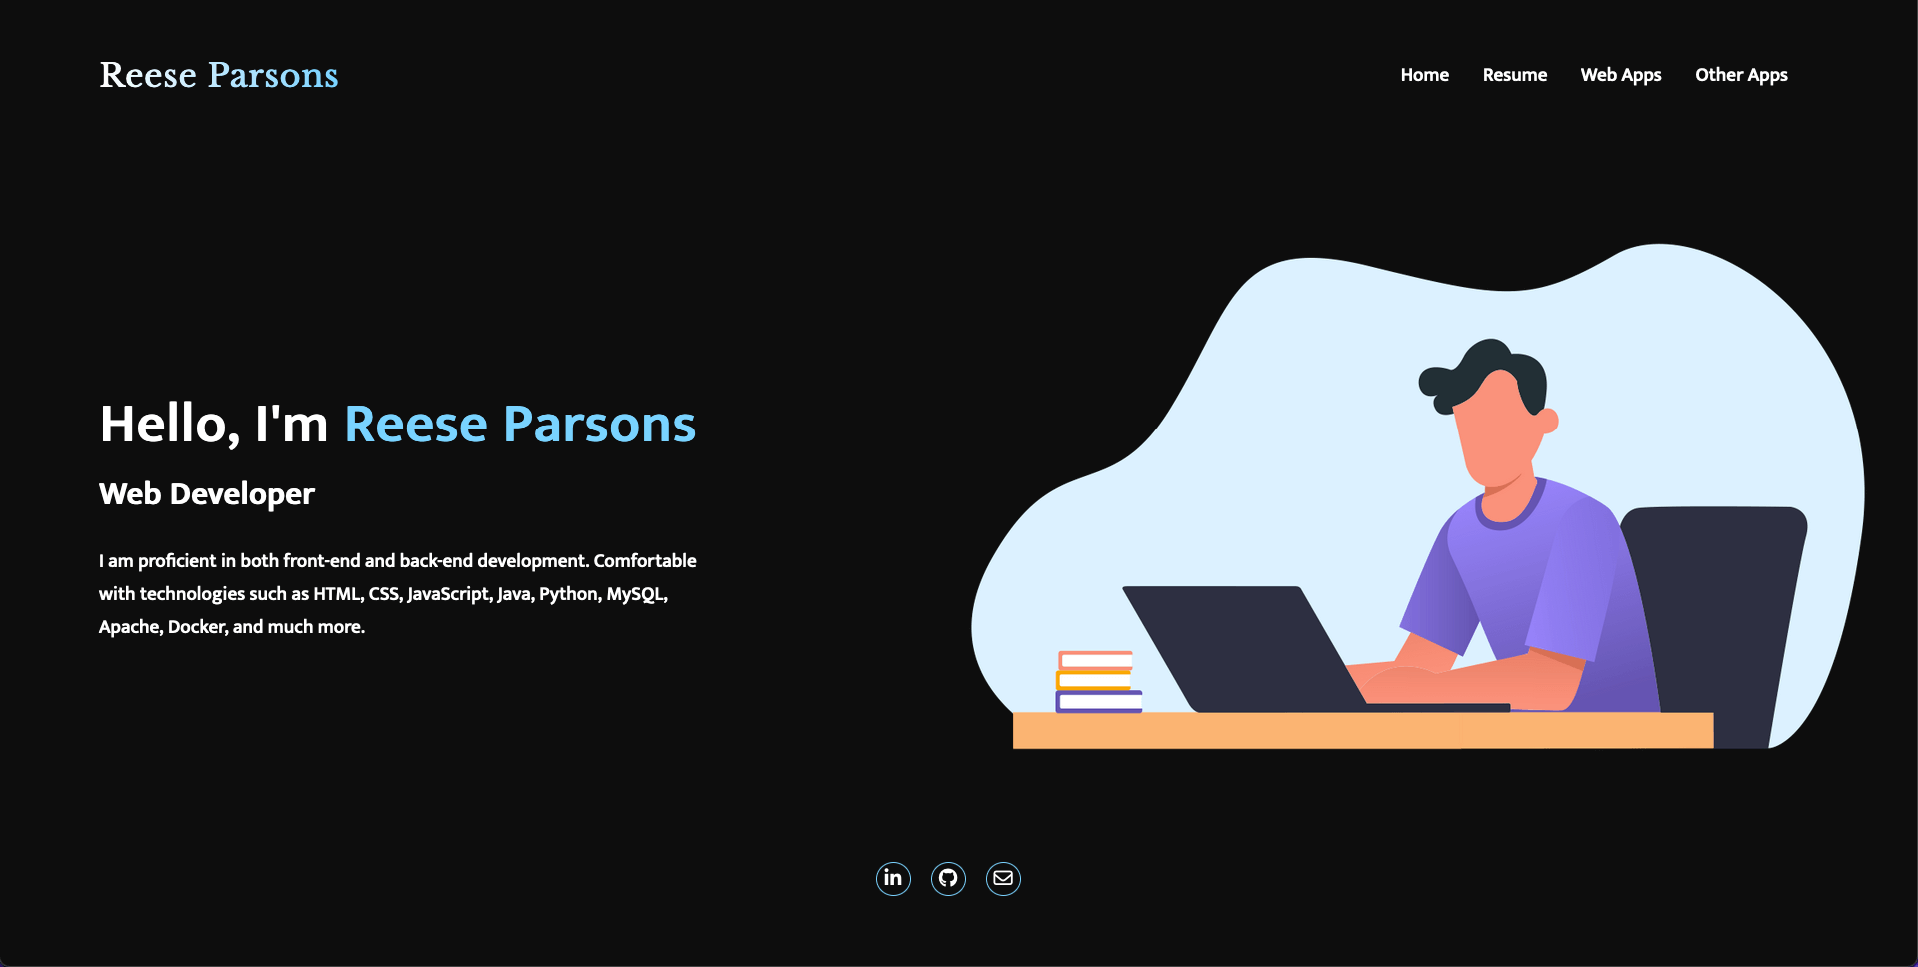 Reese Parsons
Home Resume Web Apps Other Apps
Hello, I'm Reese Parsons
Web Developer
I am proficient in both front-end and back-end development. Comfortable
with technologies such as HTML, CSS, JavaScript, Java, Python, MySQL,
Apache, Docker, and much more.
in